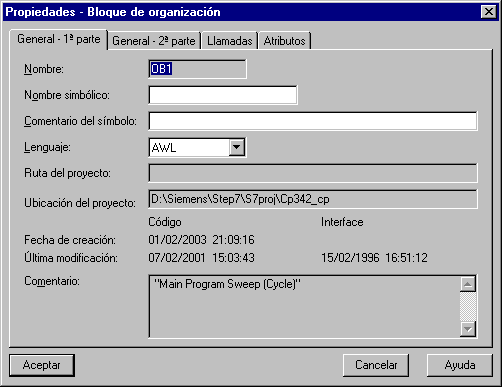 Propiedades - Bloque de organización
General - 1ª parte General - 2ª parte Llamadas Atributos
Nombre: OB1
Nombre simbólico:
Comentario del símbolo:
Lenguaje: AWL
Ruta del proyecto:
Ubicación del proyecto: D:\Siemens\Step7\S7proj\Cp342_cp
Código Interface
Fecha de creación: 01/02/2003 21:09:16
Última modificación: 07/02/2001 15:03:43 15/02/1996 16:51:12
Comentario: "Main Program Sweep (Cycle)"
Aceptar Cancelar Ayuda